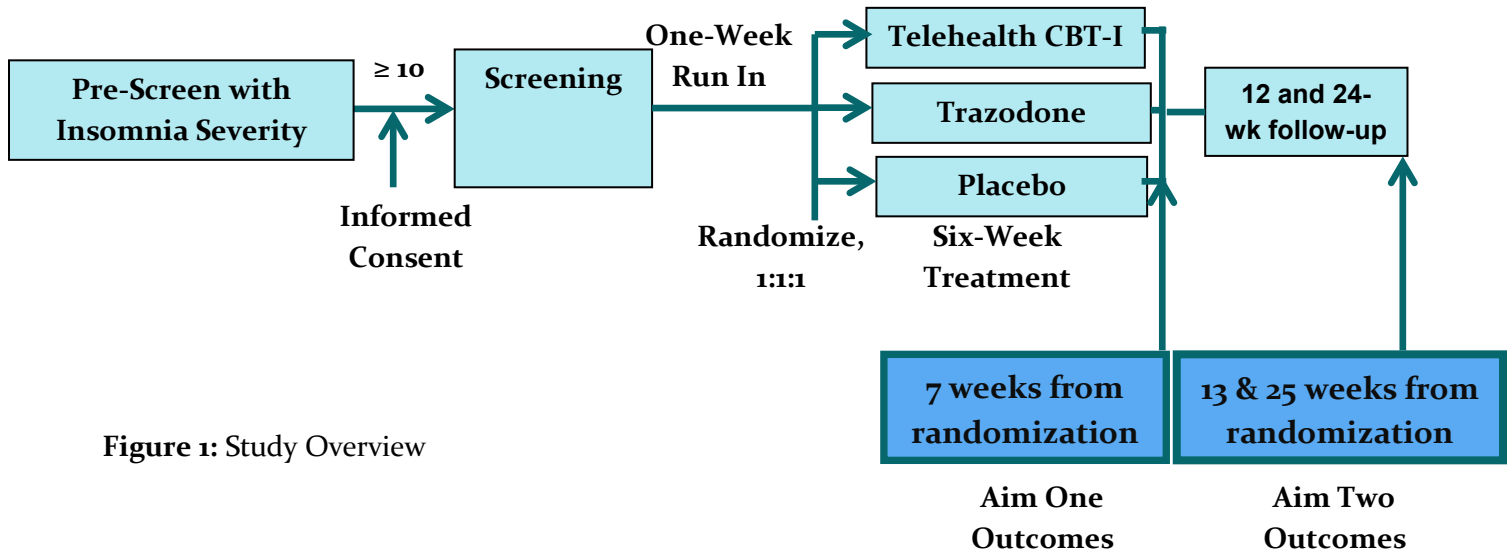 Pre-Screen with
Insomnia Severity
≥ 10
Informed
Consent
Screening
One-Week
Run In
Randomize,
1:1:1
Telehealth CBT-I
Trazodone
Placebo
Six-Week
Treatment
12 and 24-
wk follow-up
7 weeks from
randomization
13 & 25 weeks from
randomization
Aim One
Outcomes
Aim Two
Outcomes
Figure 1: Study Overview